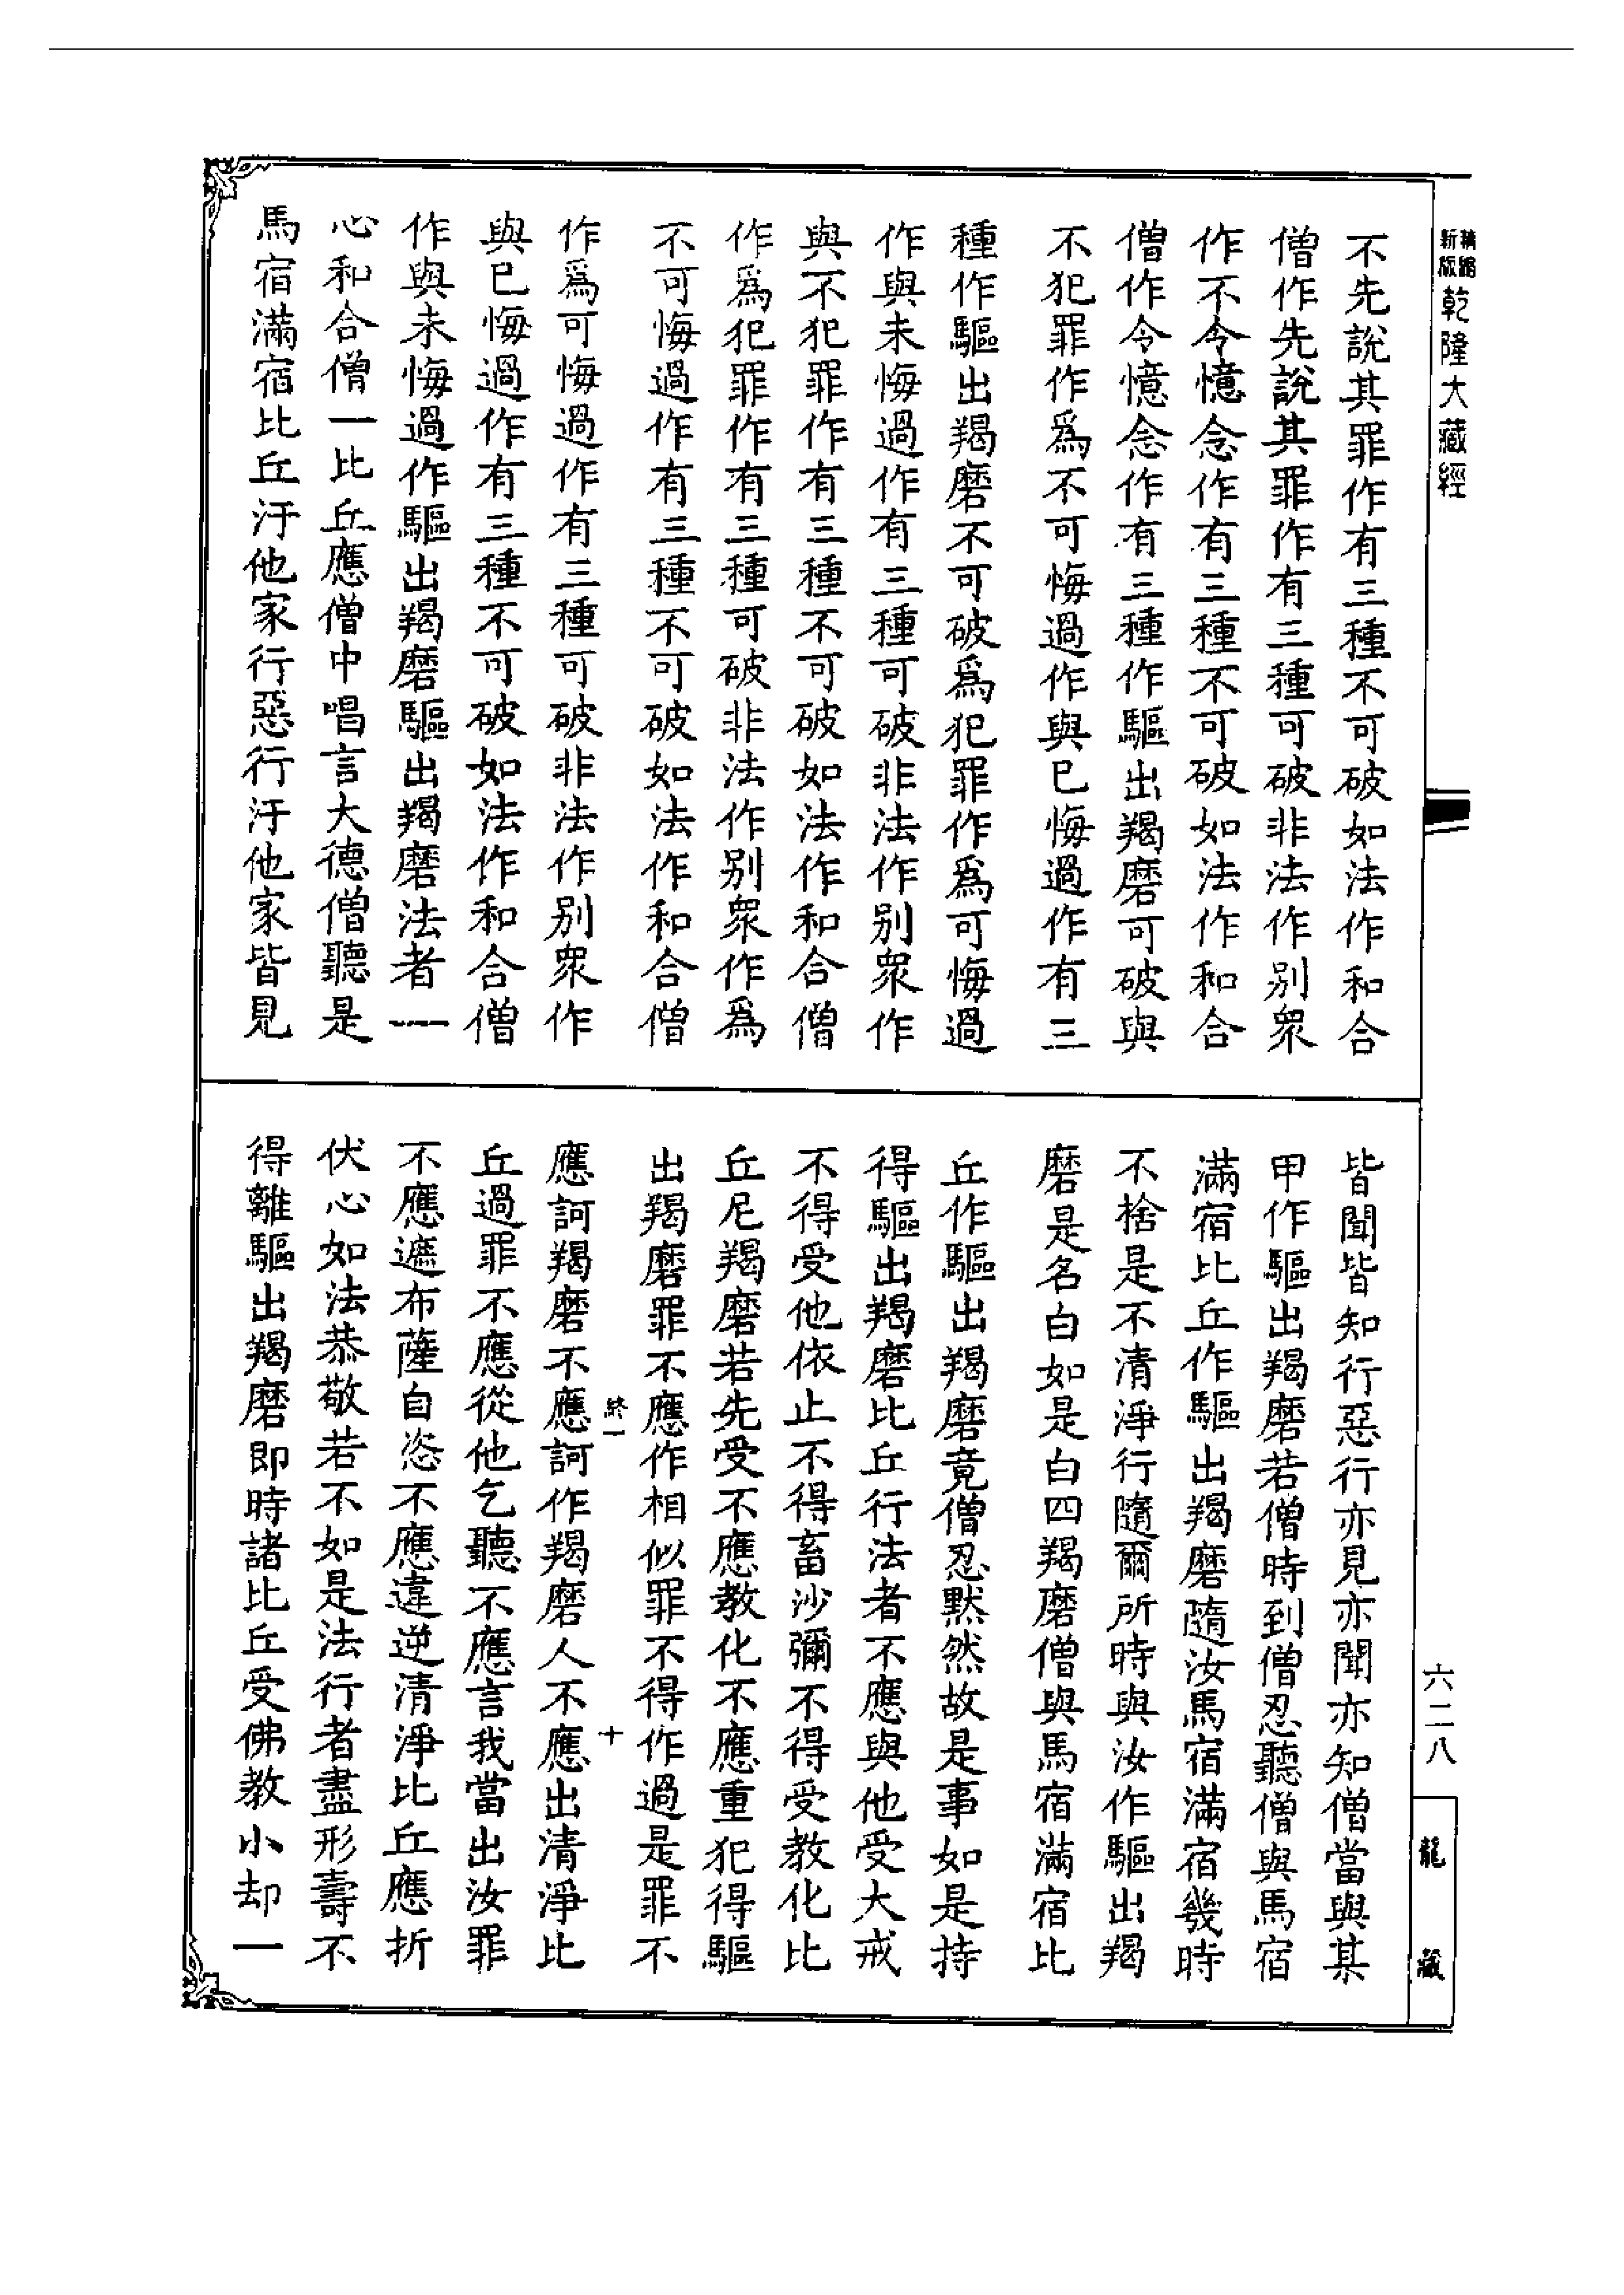 新編縮版乾隆大藏經
不先說其罪作有三種不可破如法作和合
僧作先說其罪作有三種可破非法作別衆
作不令憶念作有三種不可破如法作和合
僧作令憶念作有三種作驅出羯磨可破與
不犯罪作爲不可悔過作與已悔過作有三
種作驅出羯磨不可破爲犯罪作爲可悔過
作與未悔過作有三種可破非法作別衆作
與不犯罪作有三種不可破如法作和合僧
作爲犯罪作有三種可破非法作別衆作爲
不可悔過作有三種不可破如法作和合僧
作爲可悔過作有三種可破非法作別衆作
與已悔過作有三種不可破如法作和合僧
作與未悔過作驅出羯磨驅出羯磨法者一
心和合僧一比丘應僧中唱言大德僧聽是
馬宿滿宿比丘汙他家行惡行汙他家皆見
皆聞皆知行惡行亦見亦聞亦知僧當與某
甲作驅出羯磨若僧時到僧忍聽僧與馬宿
滿宿比丘作驅出羯磨隨汝馬宿滿宿幾時
不捨是不清淨行隨爾所時與汝作驅出羯
磨是名白如是白四羯磨僧與馬宿滿宿比
丘作驅出羯磨竟僧忍默然故是事如是持
得驅出羯磨比丘行法者不應與他受大戒
不得受他依止不得畜沙彌不得受教化比
丘尼羯磨若先受不應教化不應重犯得驅
出羯磨罪不應作相似罪不得作過是罪不
終一 十
應訶羯磨不應訶作羯磨人不應出清淨比
丘過罪不應從他乞聽不應言我當出汝罪
不應遮布薩自恣不應違逆清淨比丘應折
伏心如法恭敬若不如是法行者盡形壽不
得離驅出羯磨即時諸比丘受佛教小却一
六二八
龍藏